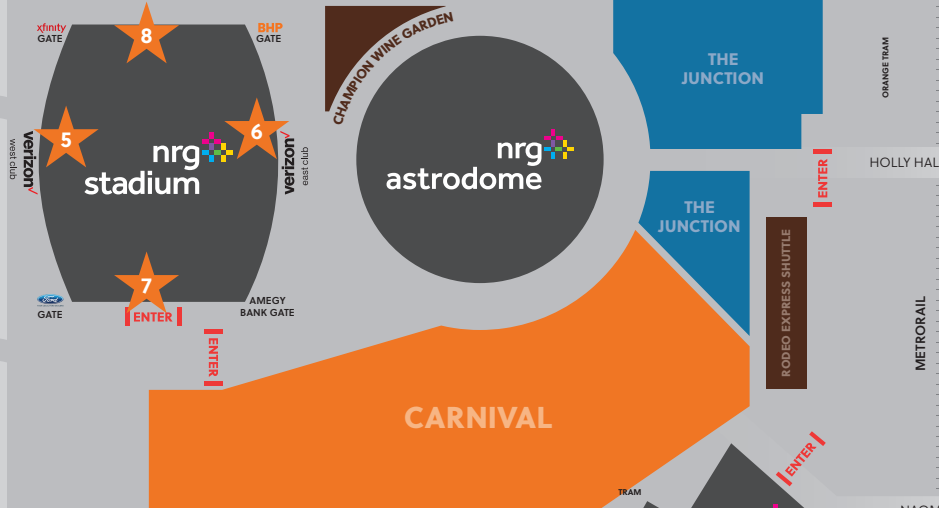 xfinity
GATE
8
BHP
GATE
CHAMPION WINE GARDEN
THE
JUNCTION
ORANGE TRAM
5
6
verizon
west club
nrg
stadium
verizon
east club
nrg
astrodome
ENTER
HOLLY HAL
THE
JUNCTION
RODEO EXPRESS SHUTTLE
METRORAIL
7
Ford
GATE
ENTER
AMEGY
BANK GATE
ENTER
CARNIVAL
ENTER
TRAM